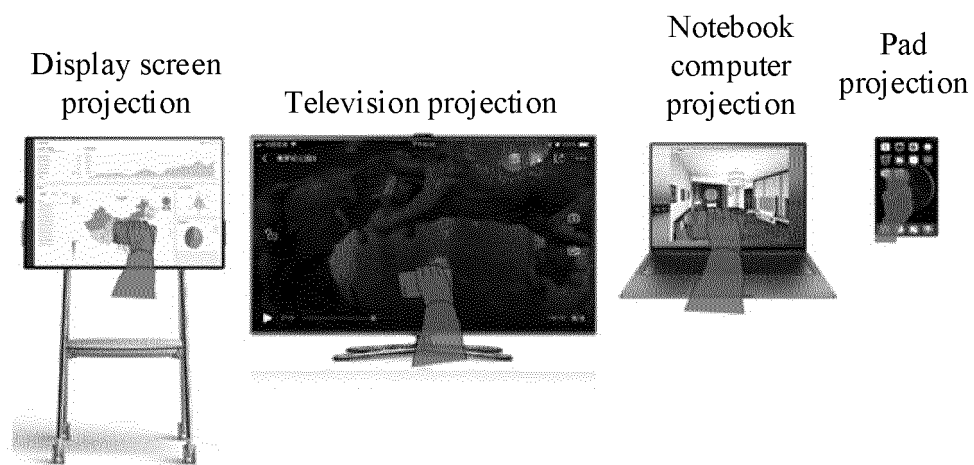 Display screen
projection
Television projection
Notebook
computer
projection
Pad
projection